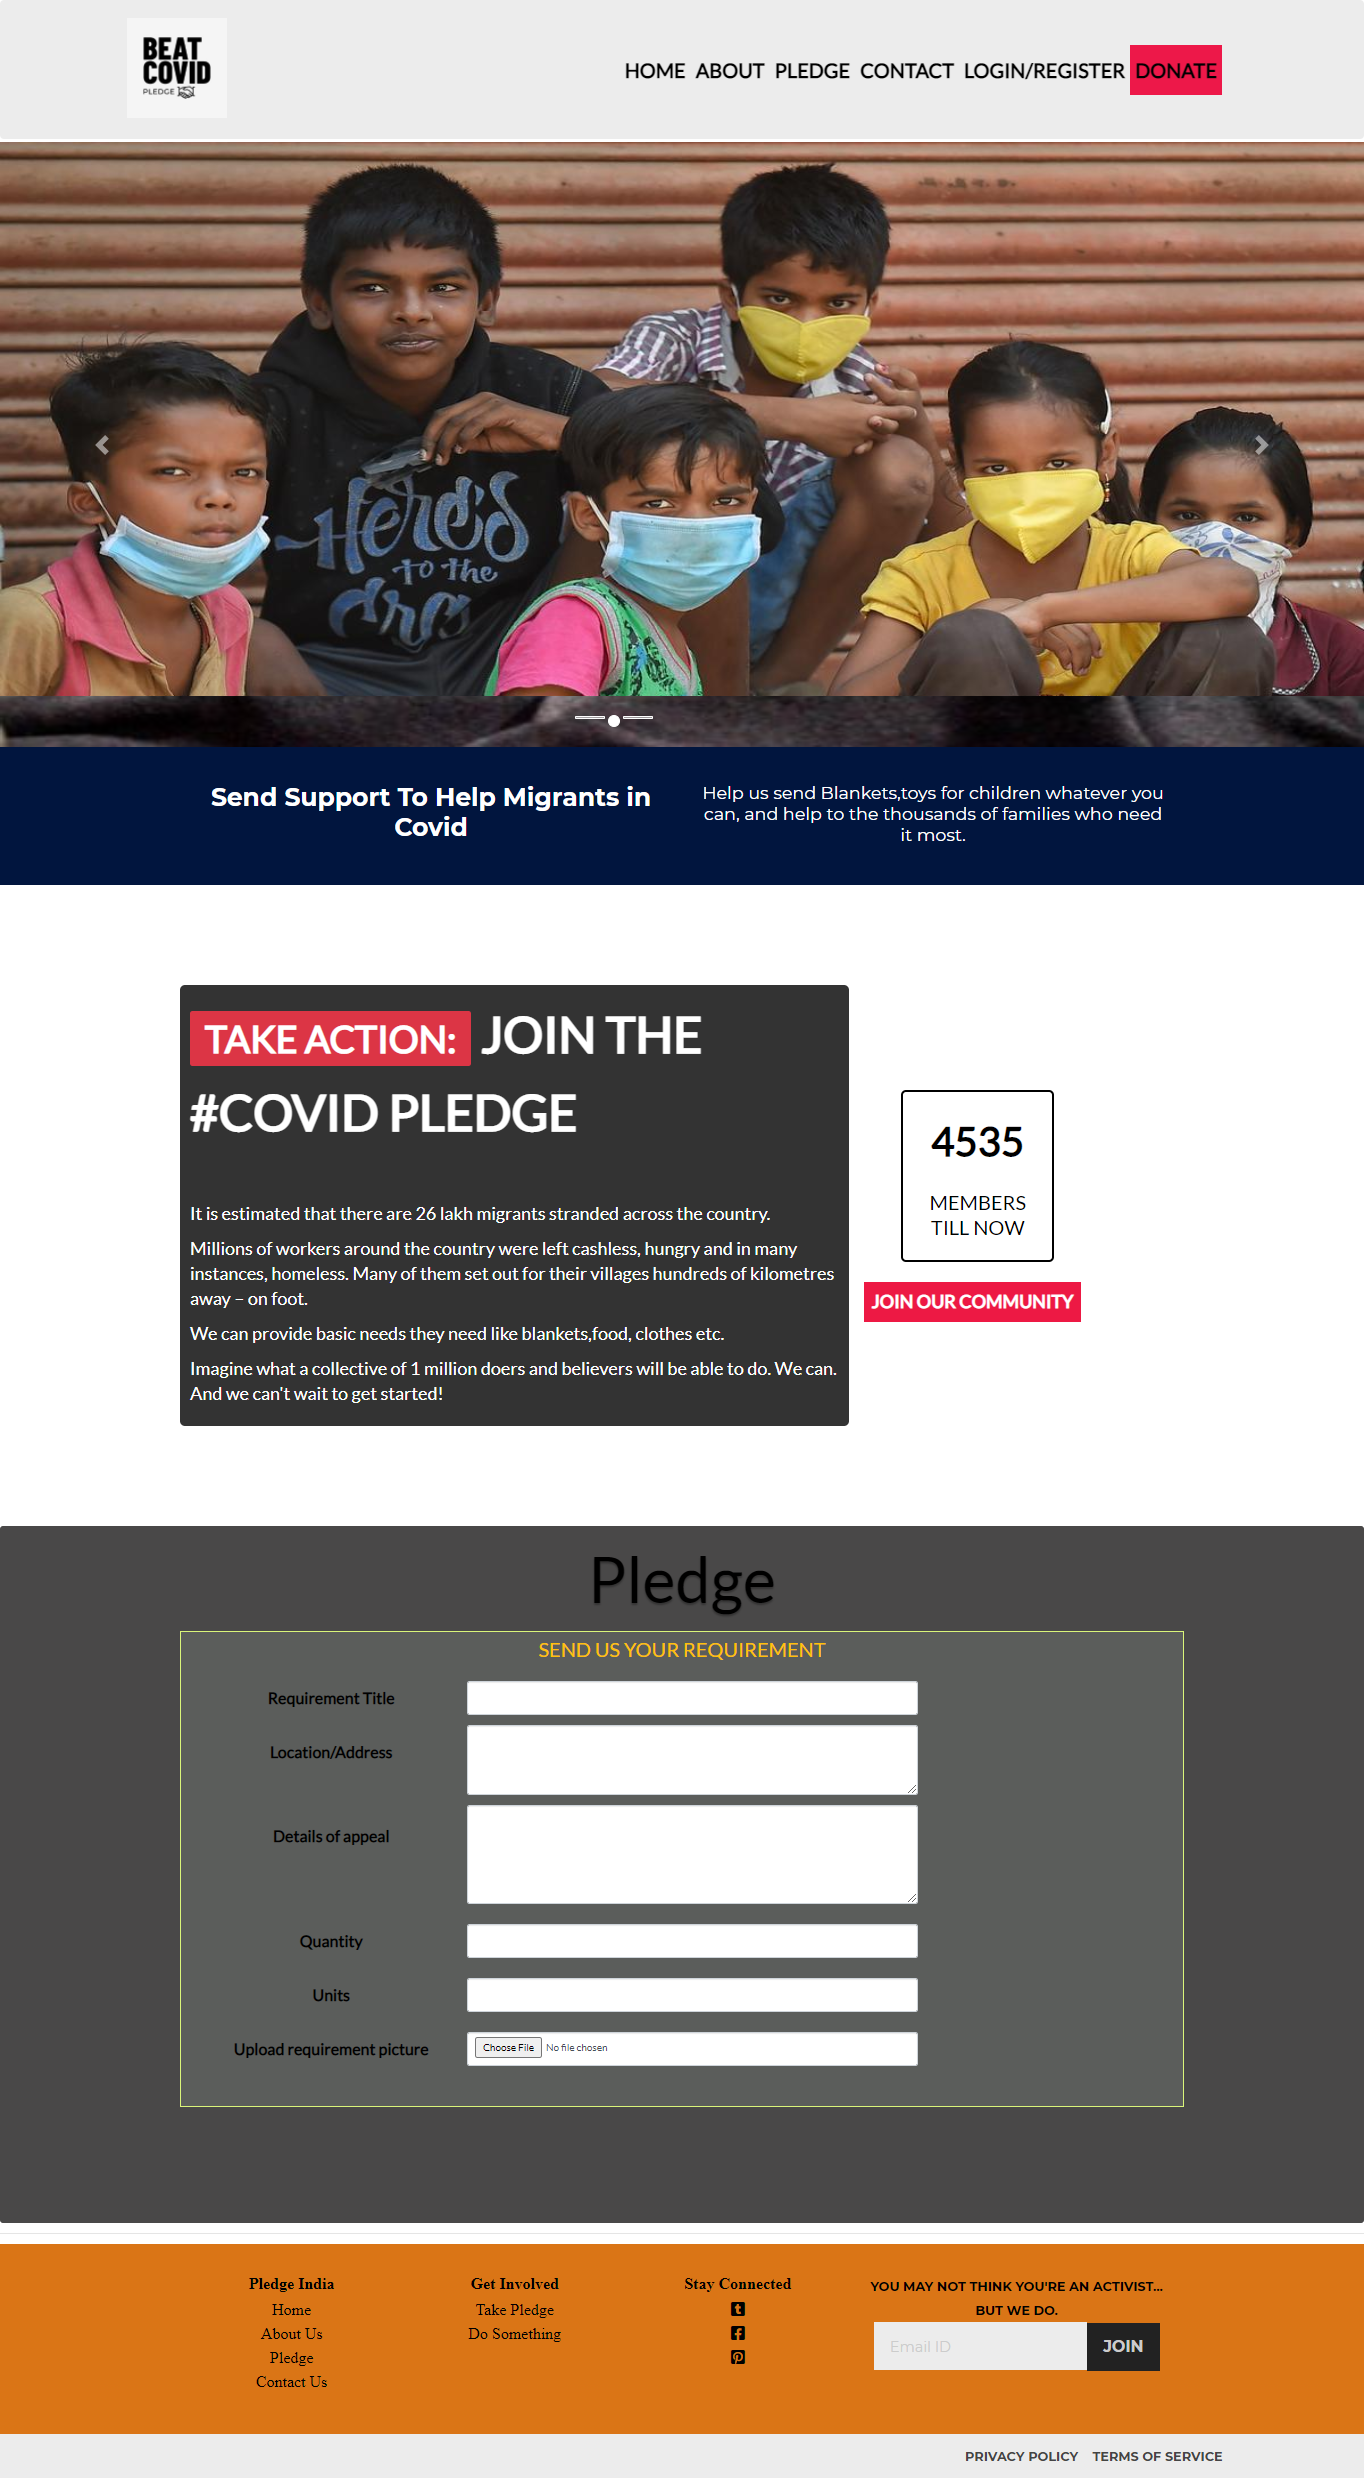 BEAT
COVID
PLEDGE
HOME ABOUT PLEDGE CONTACT LOGIN/REGISTER DONATE
Here's
to the
Send Support To Help Migrants in
Covid
Help us send Blankets,toys for children whatever you
can, and help to the thousands of families who need
it most.
TAKE ACTION: JOIN THE
#COVID PLEDGE
It is estimated that there are 26 lakh migrants stranded across the country.
Millions of workers around the country were left cashless, hungry and in many
instances, homeless. Many of them set out for their villages hundreds of kilometres
away – on foot.
We can provide basic needs they need like blankets,food, clothes etc.
Imagine what a collective of 1 million doers and believers will be able to do. We can.
And we can't wait to get started!
4535
MEMBERS
TILL NOW
JOIN OUR COMMUNITY
Pledge
SEND US YOUR REQUIREMENT
Requirement Title
Location/Address
Details of appeal
Quantity
Units
Upload requirement picture
Choose File No file chosen
Pledge India
Home
About Us
Pledge
Contact Us
Get Involved
Take Pledge
Do Something
Stay Connected
YOU MAY NOT THINK YOU'RE AN ACTIVIST...
BUT WE DO.
Email ID
JOIN
PRIVACY POLICY TERMS OF SERVICE